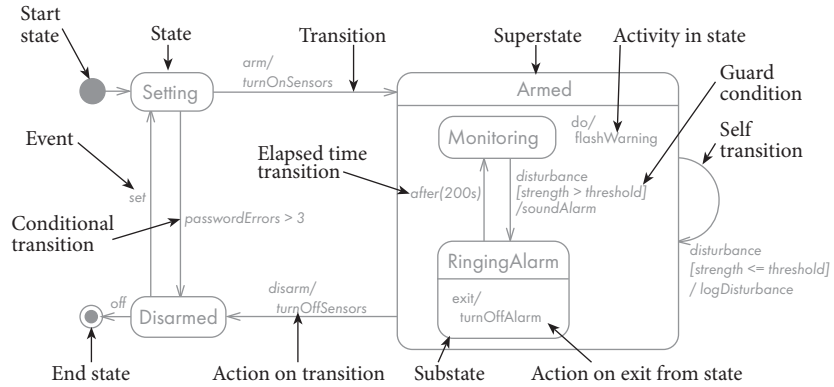 Start
state
State
Transition
Superstate
Activity in state
arm/
turnOnSensors
Guard
condition
Setting
Armed
do/
flashWarning
Self
transition
Event
Monitoring
Elapsed time
transition
set
after(200s)
disturbance
[strength > threshold]
/soundAlarm
Conditional
transition
passwordErrors > 3
RingingAlarm
disturbance
[strength <= threshold]
/ logDisturbance
exit/
turnOffAlarm
disarm/
turnOffSensors
off
Disarmed
End state
Action on transition
Substate
Action on exit from state